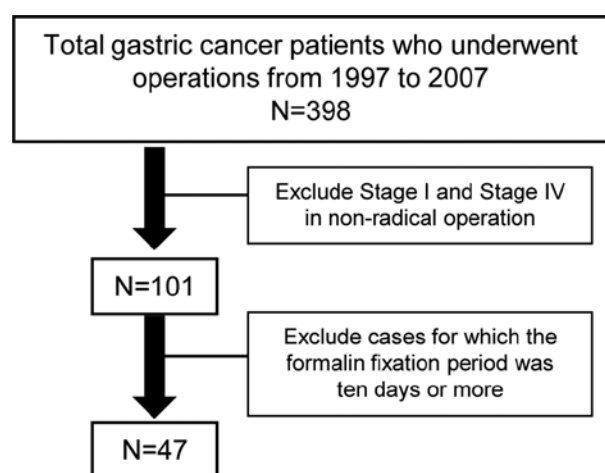 Total gastric cancer patients who underwent
operations from 1997 to 2007
N=398
Exclude Stage I and Stage IV
in non-radical operation
N=101
Exclude cases for which the
formalin fixation period was
ten days or more
N=47